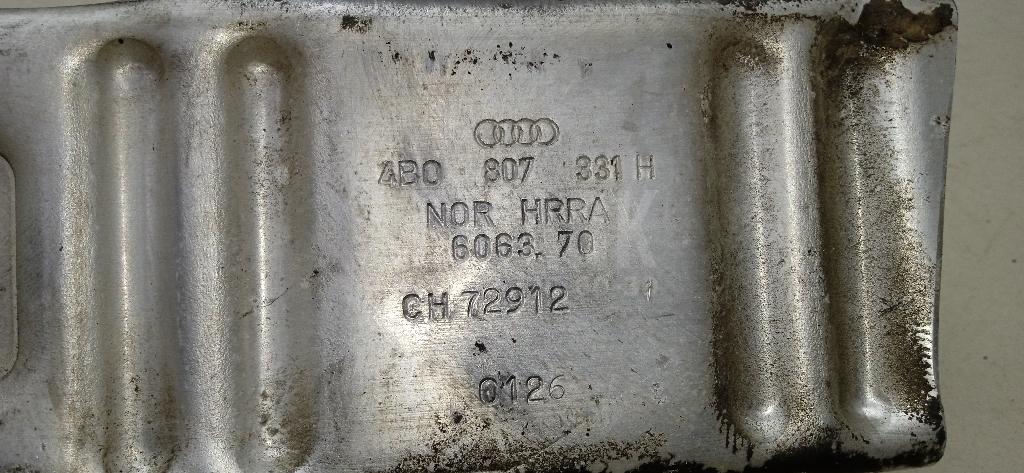 4B0 807 331 H
NOR HRRA
6063.70
CH 72912
0126